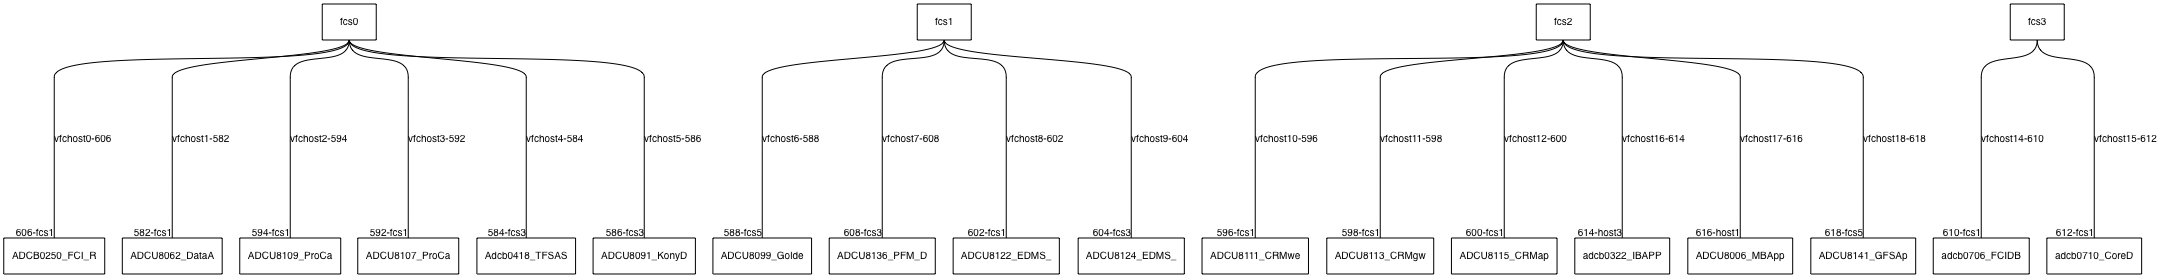 fcs0
fcs1
fcs2
fcs3
vfchost0-606
vfchost1-582
vfchost2-594
vfchost3-592
vfchost4-584
vfchost5-586
vfchost6-588
vfchost7-608
vfchost8-602
vfchost9-604
vfchost10-596
vfchost11-598
vfchost12-600
vfchost16-614
vfchost17-616
vfchost18-618
vfchost14-610
vfchost15-612
606-fcs1
582-fcs1
594-fcs1
592-fcs1
584-fcs3
586-fcs3
588-fcs5
608-fcs3
602-fcs1
604-fcs3
596-fcs1
598-fcs1
600-fcs1
614-host3
616-host1
618-fcs5
610-fcs1
612-fcs1
ADCB0250_FCI_R
ADCU8062_DataA
ADCU8109_ProCa
ADCU8107_ProCa
Adcb0418_TFSAS
ADCU8091_KonyD
ADCU8099_Golde
ADCU8136_PFM_D
ADCU8122_EDMS_
ADCU8124_EDMS_
ADCU8111_CRMwe
ADCU8113_CRMgw
ADCU8115_CRMap
adcb0322_IBAPP
ADCU8006_MBApp
ADCU8141_GFSAp
adcb0706_FCIDB
adcb0710_CoreD